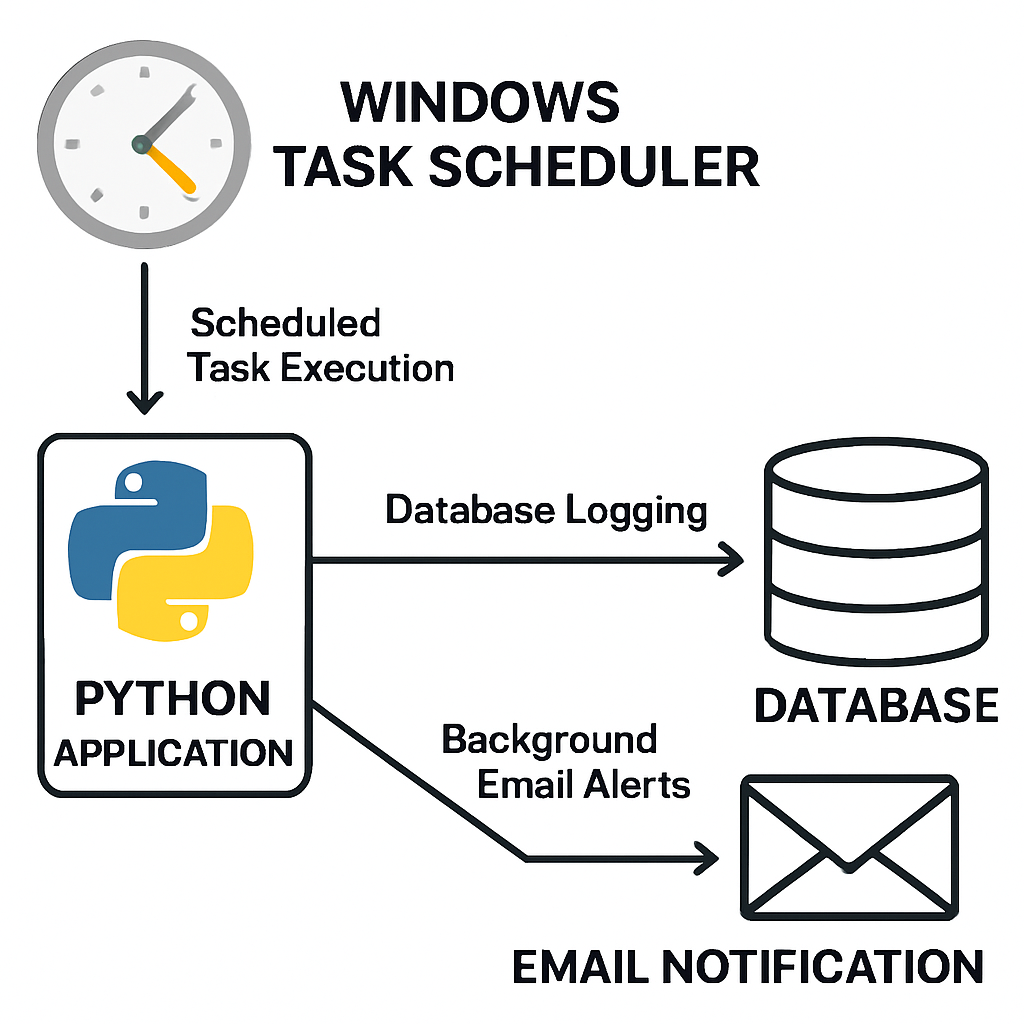 WINDOWS
TASK SCHEDULER
Scheduled
Task Execution
Database Logging
PYTHON
APPLICATION
DATABASE
Background
Email Alerts
EMAIL NOTIFICATION